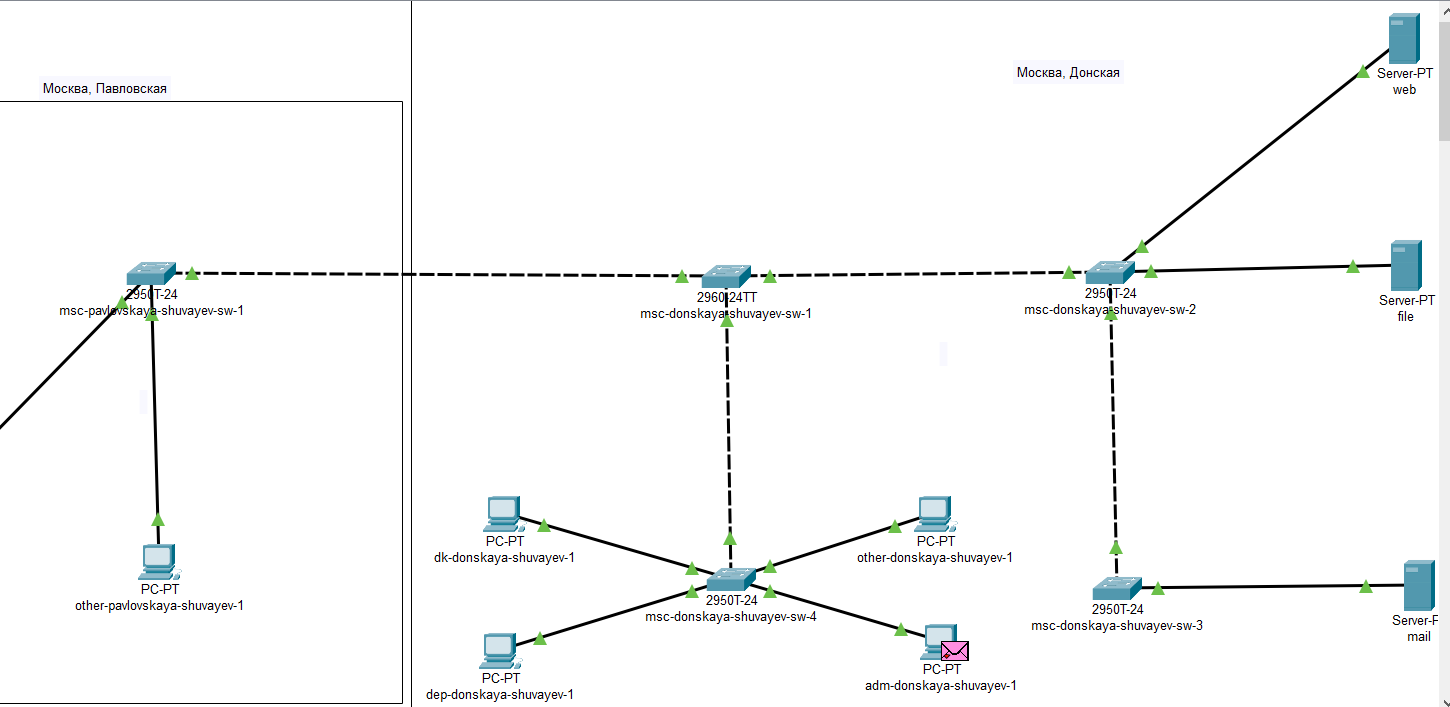 Москва, Павловская
Москва, Донская
Server-PT
web
2950T-24
msc-pavlovskaya-shuvayev-sw-1
2960-24TT
msc-donskaya-shuvayev-sw-1
2950T-24
msc-donskaya-shuvayev-sw-2
Server-PT
file
PC-PT
dk-donskaya-shuvayev-1
PC-PT
other-donskaya-shuvayev-1
PC-PT
other-pavlovskaya-shuvayev-1
2950T-24
msc-donskaya-shuvayev-sw-4
2950T-24
msc-donskaya-shuvayev-sw-3
Server-P
mail
PC-PT
dep-donskaya-shuvayev-1
PC-PT
adm-donskaya-shuvayev-1